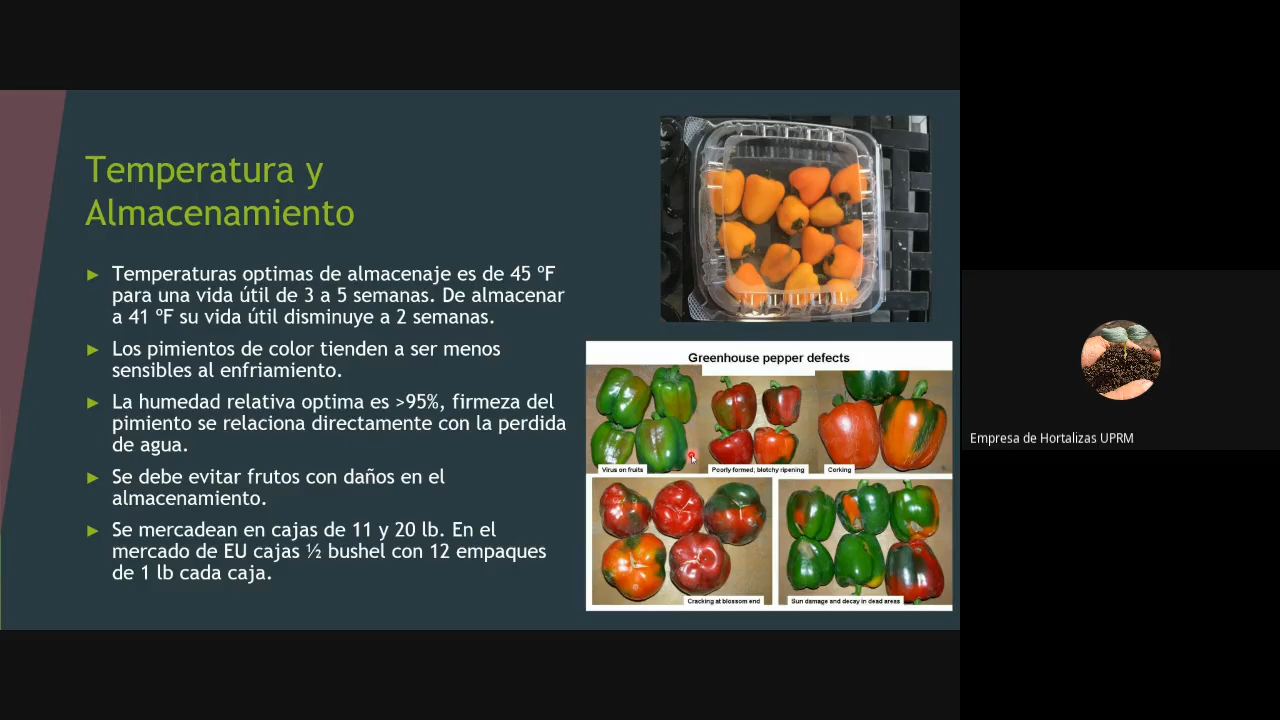 Temperatura y
Almacenamiento
Temperaturas optimas de almacenaje es de 45 ºF
para una vida útil de 3 a 5 semanas. De almacenar
a 41 ºF su vida útil disminuye a 2 semanas.
Los pimientos de color tienden a ser menos
sensibles al enfriamiento.
La humedad relativa optima es >95%, firmeza del
pimiento se relaciona directamente con la perdida
de agua.
Se debe evitar frutos con daños en el
almacenamiento.
Se mercadean en cajas de 11 y 20 lb. En el
mercado de EU cajas ½ bushel con 12 empaques
de 1 lb cada caja.
Greenhouse pepper defects
Virus on fruits
Poorly formed; blotchy ripening
Corking
Cracking at blossom end
Sun damage and decay in dead areas
Empresa de Hortalizas UPRM